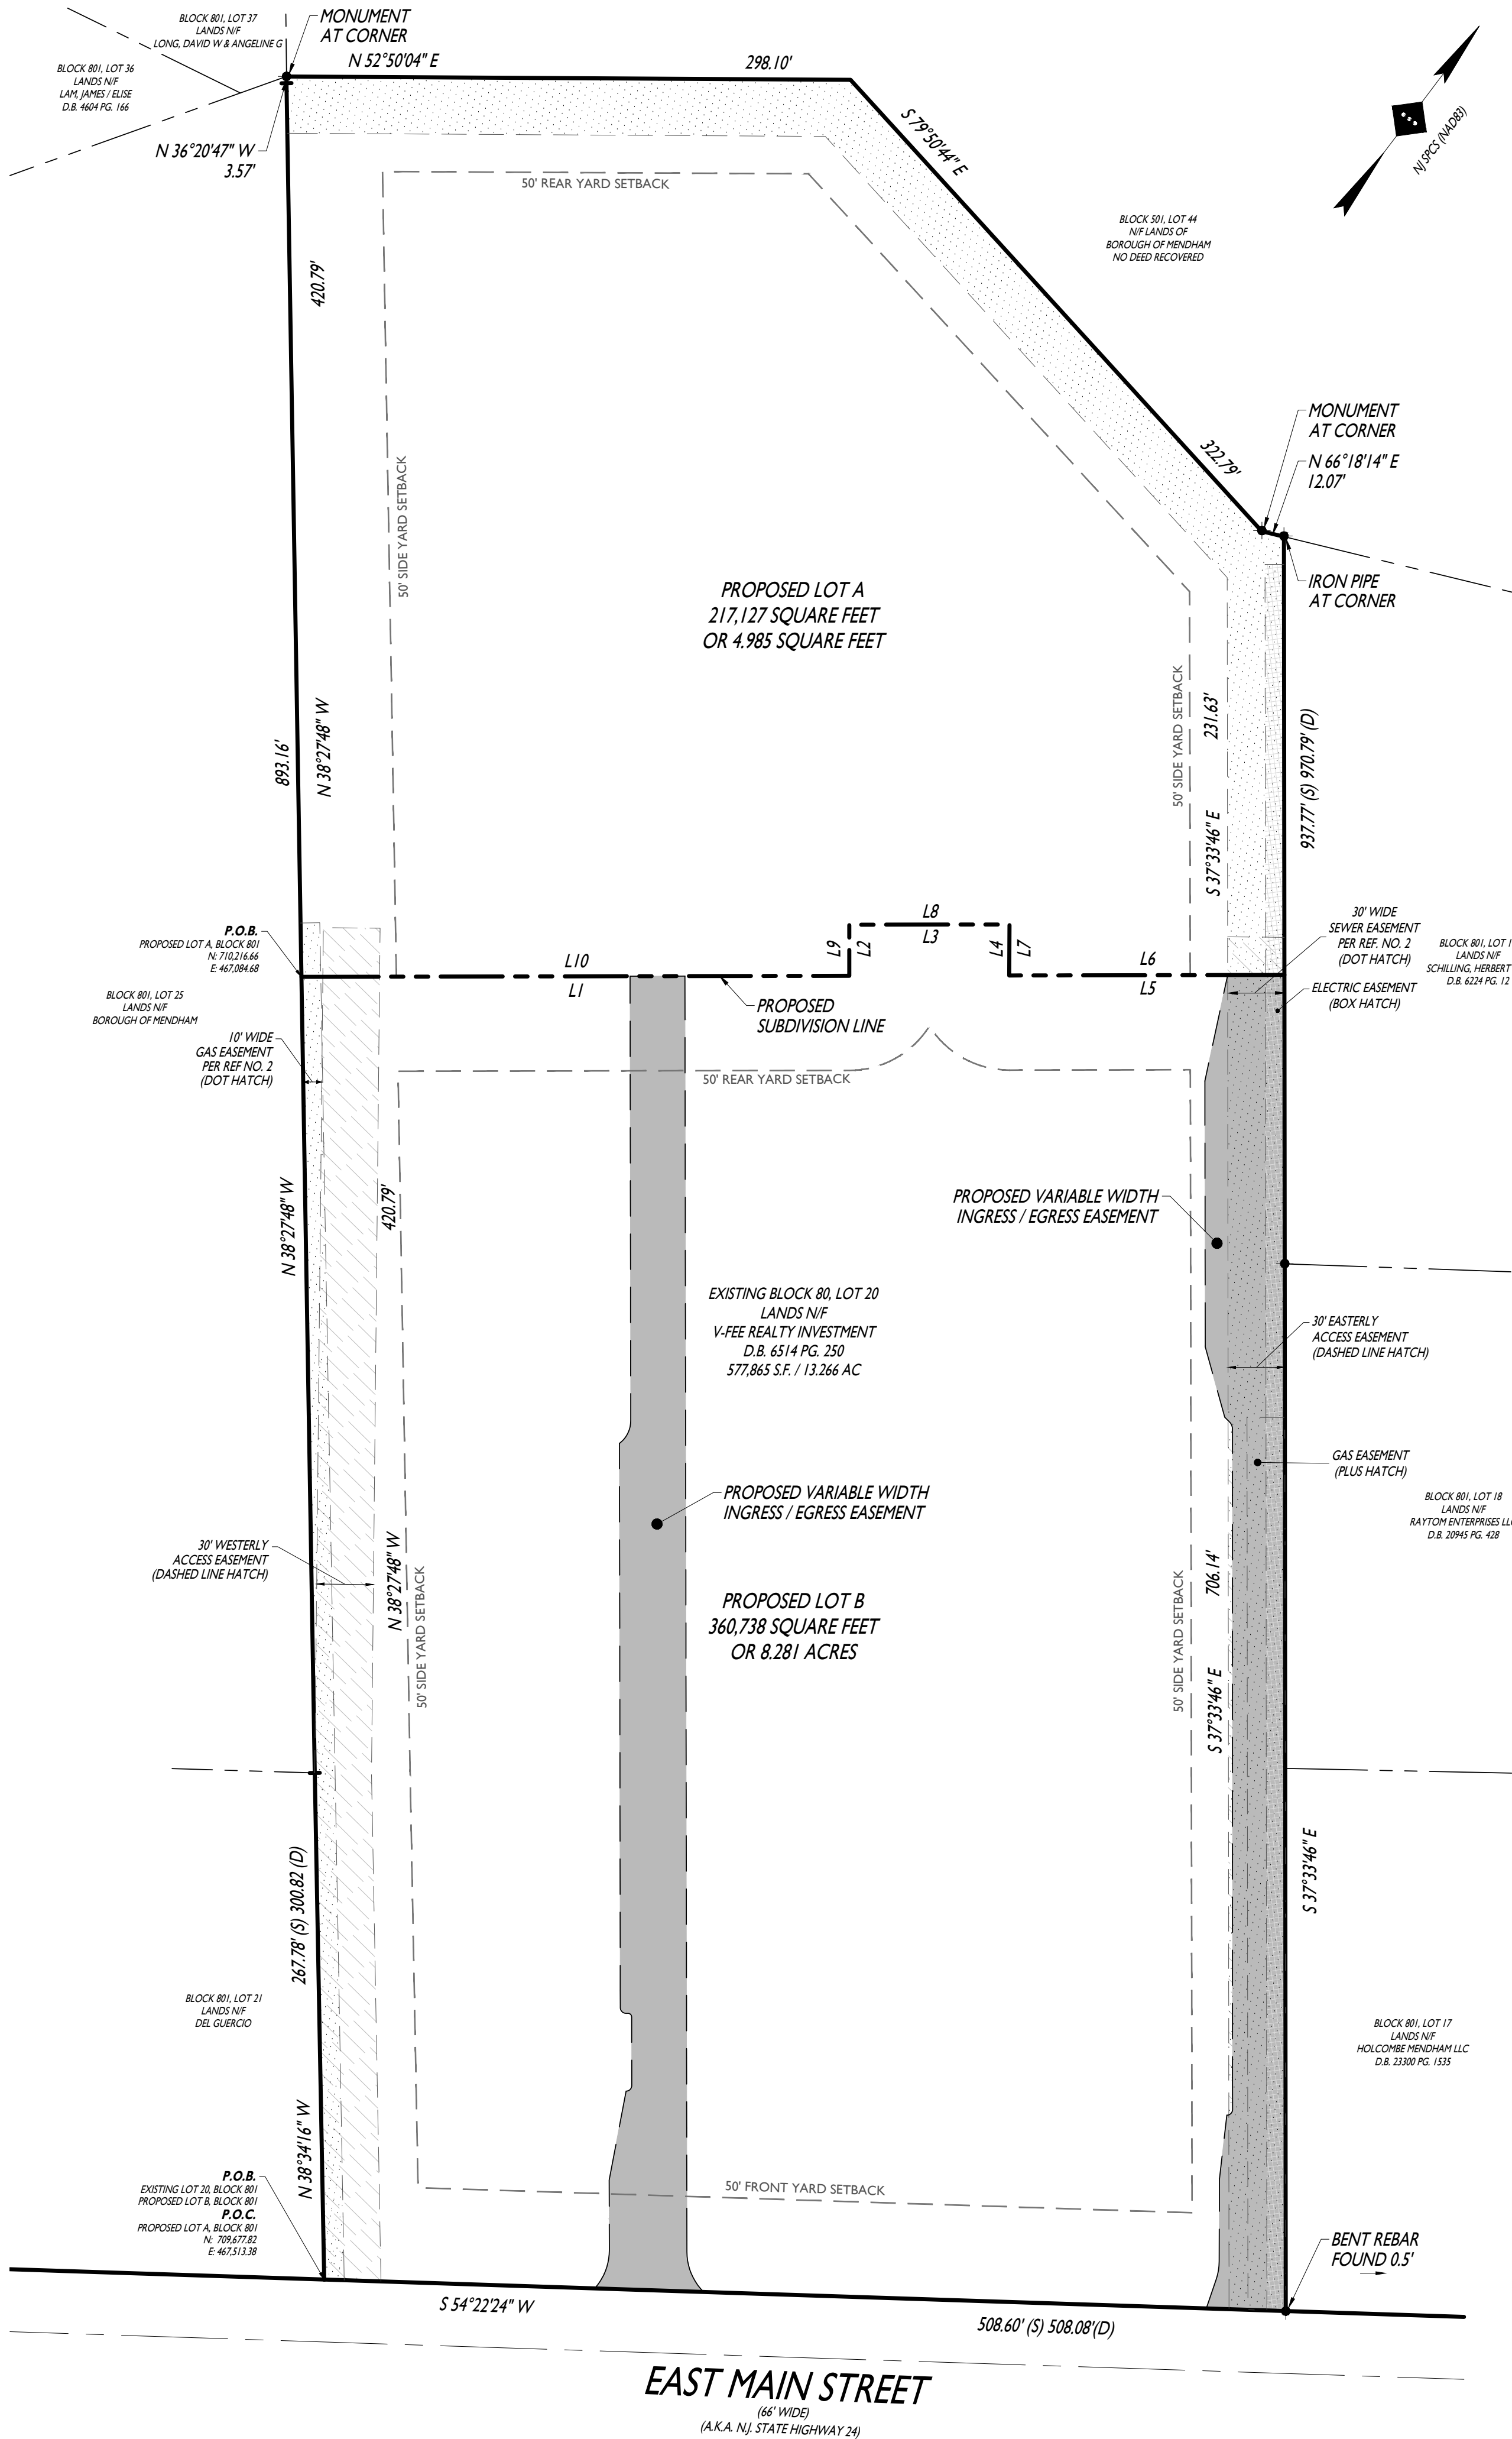 BLOCK 801, LOT 37
LANDS N/F
LONG, DAVID W & ANGELINE G
MONUMENT
AT CORNER
N 52°50'04" E
298.10'
BLOCK 801, LOT 36
LANDS N/F
LAM, JAMES / ELISE
D.B. 4604 PG. 166
N 36°20'47" W
3.57'
S 79°50'44" E
NJ SPCS (NAD83)
50' REAR YARD SETBACK
BLOCK 501, LOT 44
N/F LANDS OF
BOROUGH OF MENDHAM
NO DEED RECOVERED
420.79'
322.79'
MONUMENT
AT CORNER
N 66°18'14" E
12.07'
50' SIDE YARD SETBACK
IRON PIPE
AT CORNER
PROPOSED LOT A
217,127 SQUARE FEET
OR 4.985 SQUARE FEET
893.16'
N 38°27'48" W
50' SIDE YARD SETBACK
231.63'
S 37°33'46" E
937.77' (S) 970.79' (D)
P.O.B.
PROPOSED LOT A, BLOCK 801
N: 710,216.66
E: 467,084.68
L10
L1
L9
L2
L8
L3
L4
L7
L6
L5
30' WIDE
SEWER EASEMENT
PER REF. NO. 2
(DOT HATCH)
BLOCK 801, LOT 1
LANDS N/F
SCHILLING, HERBERT
D.B. 6224 PG. 12
ELECTRIC EASEMENT
(BOX HATCH)
BLOCK 801, LOT 25
LANDS N/F
BOROUGH OF MENDHAM
PROPOSED
SUBDIVISION LINE
10' WIDE
GAS EASEMENT
PER REF NO. 2
(DOT HATCH)
50' REAR YARD SETBACK
N 38°27'48" W
420.79'
PROPOSED VARIABLE WIDTH
INGRESS / EGRESS EASEMENT
EXISTING BLOCK 80, LOT 20
LANDS N/F
V-FEE REALTY INVESTMENT
D.B. 6514 PG. 250
577,865 S.F. / 13.266 AC
30' EASTERLY
ACCESS EASEMENT
(DASHED LINE HATCH)
GAS EASEMENT
(PLUS HATCH)
PROPOSED VARIABLE WIDTH
INGRESS / EGRESS EASEMENT
BLOCK 801, LOT 18
LANDS N/F
RAYTOM ENTERPRISES LLC
D.B. 20945 PG. 428
30' WESTERLY
ACCESS EASEMENT
(DASHED LINE HATCH)
N 38°27'48" W
50' SIDE YARD SETBACK
PROPOSED LOT B
360,738 SQUARE FEET
OR 8.281 ACRES
50' SIDE YARD SETBACK
706.14'
S 37°33'46" E
S 37°33'46" E
267.78' (S) 300.82 (D)
BLOCK 801, LOT 21
LANDS N/F
DEL GUERCIO
BLOCK 801, LOT 17
LANDS N/F
HOLCOMBE MENDHAM LLC
D.B. 23300 PG. 1535
N 38°34'16" W
P.O.B.
EXISTING LOT 20, BLOCK 801
PROPOSED LOT B, BLOCK 801
P.O.C.
PROPOSED LOT A, BLOCK 801
N: 709,677.82
E: 467,513.38
50' FRONT YARD SETBACK
BENT REBAR
FOUND 0.5'
S 54°22'24" W
508.60' (S) 508.08'(D)
EAST MAIN STREET
(66' WIDE)
(A.K.A. N.J. STATE HIGHWAY 24)